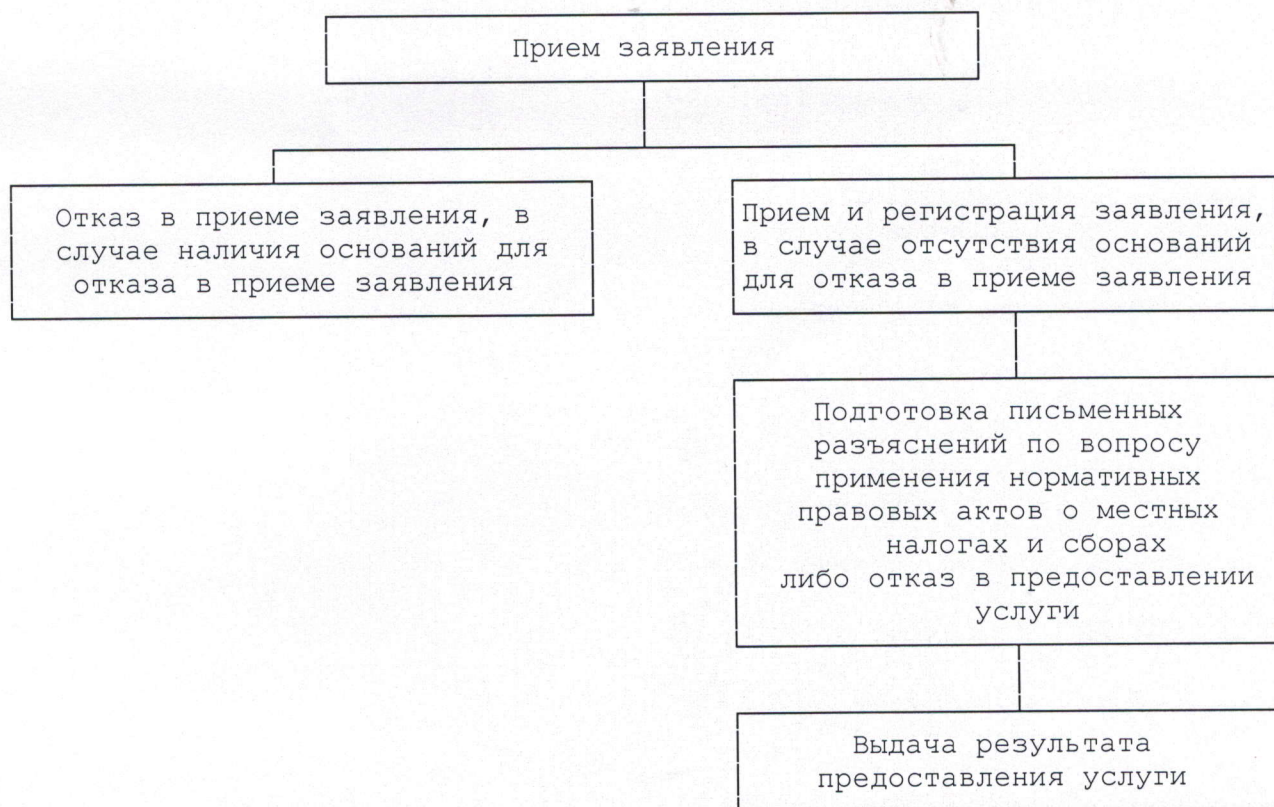 Прием заявления
Отказ в приеме заявления, в
случае наличия оснований для
отказа в приеме заявления
Прием и регистрация заявления,
в случае отсутствия оснований
для отказа в приеме заявления
Подготовка письменных
разъяснений по вопросу
применения нормативных
правовых актов о местных
налогах и сборах
либо отказ в предоставлении
услуги
Выдача результата
предоставления услуги